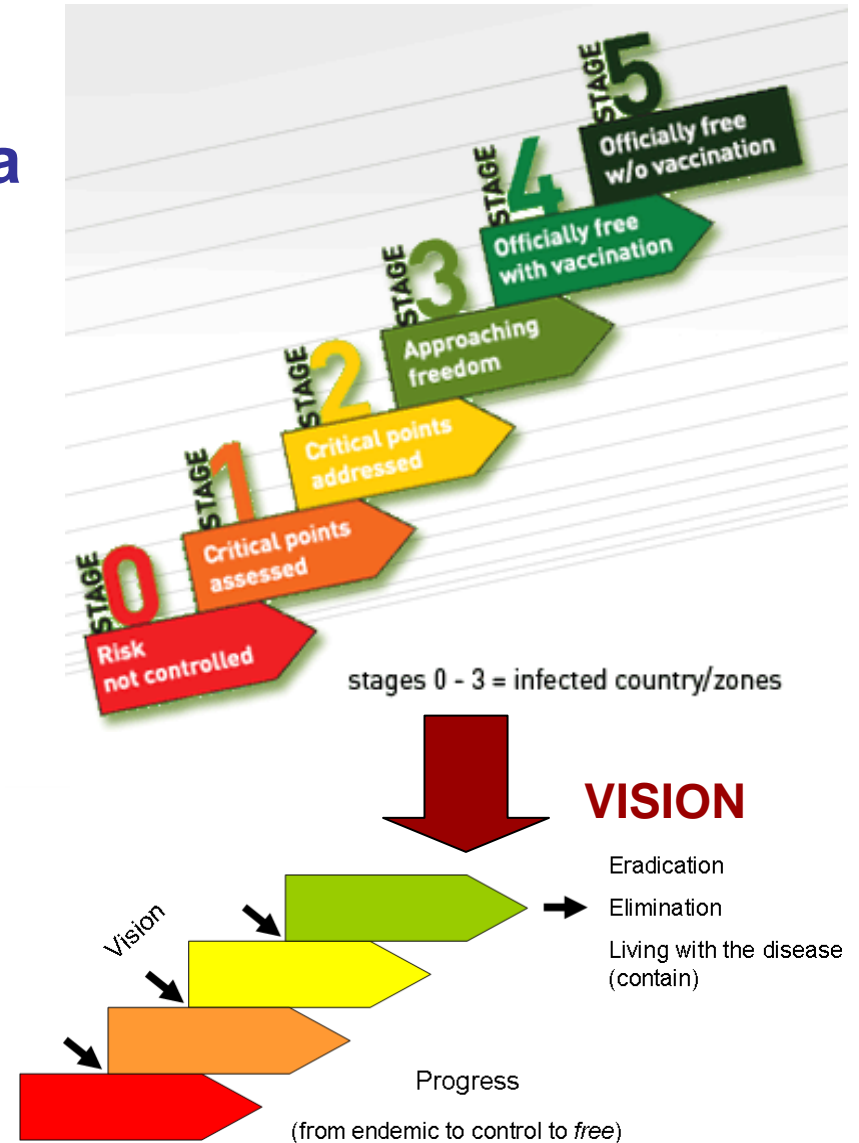 a
STAGE 5
Officially free
w/o vaccination
STAGE 4
Officially free
with vaccination
STAGE 3
Approaching
freedom
STAGE 2
Critical points
addressed
STAGE 1
Critical points
assessed
STAGE 0
Risk
not controlled
stages 0 - 3 = infected country/zones
VISION
Eradication
Elimination
Living with the disease
(contain)
Vision
Progress
(from endemic to control to free)